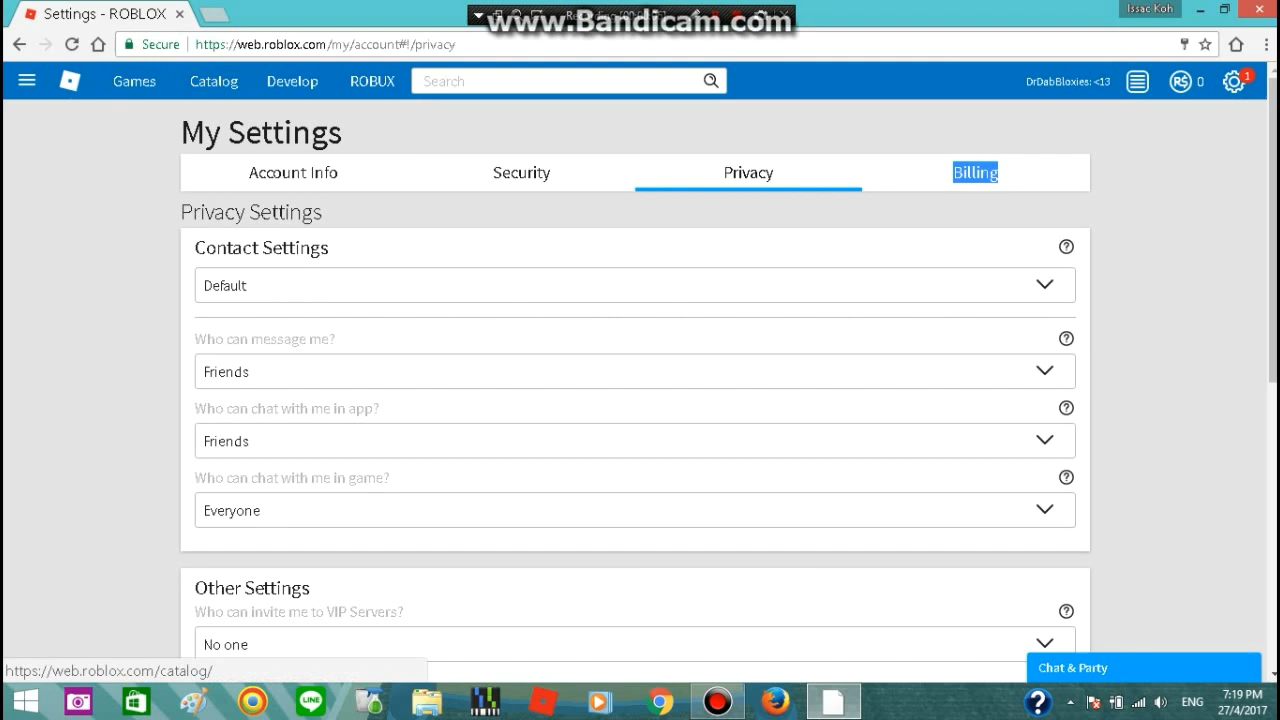 Settings - ROBLOX
www.Bandicam.com
Issac Koh
Secure
https://web.roblox.com/my/account#!/privacy
Games
Catalog
Develop
ROBUX
Search
DrDabBloxies: <13
R$ 0
1
My Settings
Account Info
Security
Privacy
Billing
Privacy Settings
Contact Settings
Default
Who can message me?
Friends
Who can chat with me in app?
Friends
Who can chat with me in game?
Everyone
Other Settings
Who can invite me to VIP Servers?
No one
https://web.roblox.com/catalog/
Chat & Party
LINE
ENG
7:19 PM
27/4/2017